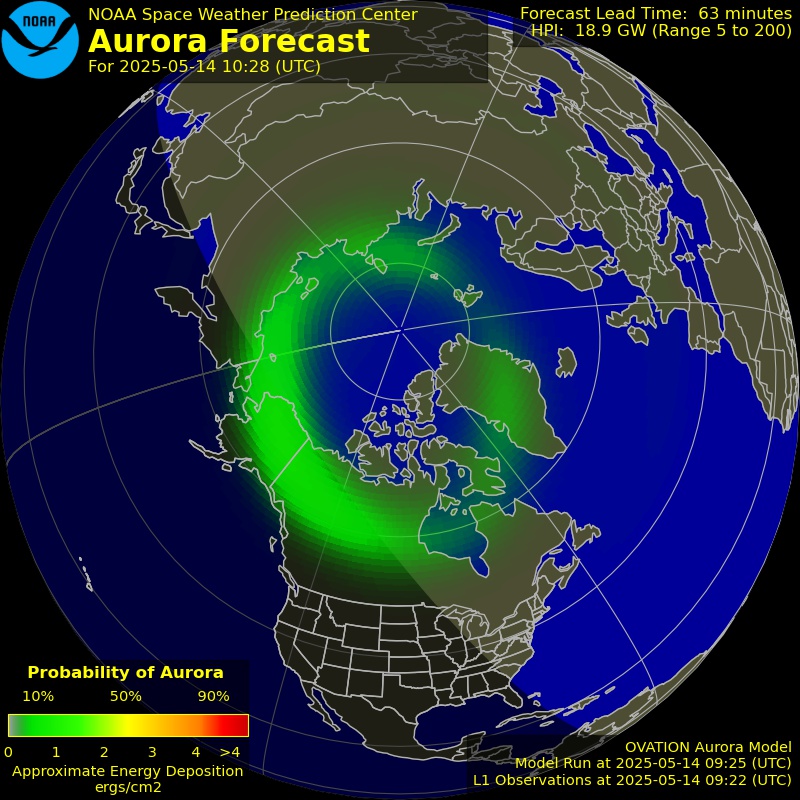 NOAA
NOAA Space Weather Prediction Center
Aurora Forecast
For 2025-05-14 10:28 (UTC)
Forecast Lead Time:  63 minutes
HPI:  18.9 GW (Range 5 to 200)
Probability of Aurora
10% 50% 90%
0 1 2 3 4 >4
Approximate Energy Deposition
ergs/cm2
OVATION Aurora Model
Model Run at 2025-05-14 09:25 (UTC)
L1 Observations at 2025-05-14 09:22 (UTC)